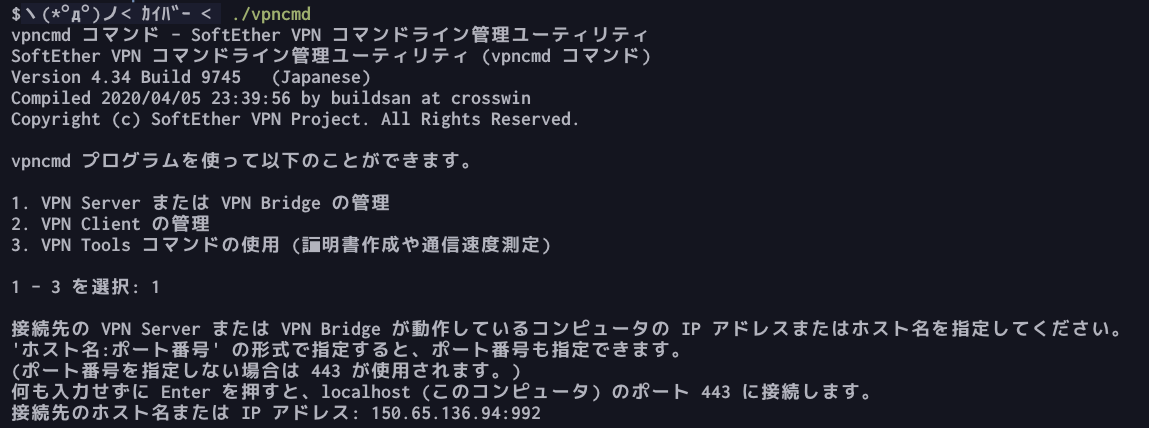 $ヽ(*°д°)ノ< ｶｲﾊﾞｰ < ./vpncmd
vpncmd コマンド - SoftEther VPN コマンドライン管理ユーティリティ
SoftEther VPN コマンドライン管理ユーティリティ (vpncmd コマンド)
Version 4.34 Build 9745   (Japanese)
Compiled 2020/04/05 23:39:56 by buildsan at crosswin
Copyright (c) SoftEther VPN Project. All Rights Reserved.
vpncmd プログラムを使って以下のことができます。
1. VPN Server または VPN Bridge の管理
2. VPN Client の管理
3. VPN Tools コマンドの使用 (証明書作成や通信速度測定)
1 - 3 を選択: 1
接続先の VPN Server または VPN Bridge が動作しているコンピュータの IP アドレスまたはホスト名を指定してください。
'ホスト名:ポート番号' の形式で指定すると、ポート番号も指定できます。
(ポート番号を指定しない場合は 443 が使用されます。)
何も入力せずに Enter を押すと、localhost (このコンピュータ) のポート 443 に接続します。
接続先のホスト名または IP アドレス: 150.65.136.94:992